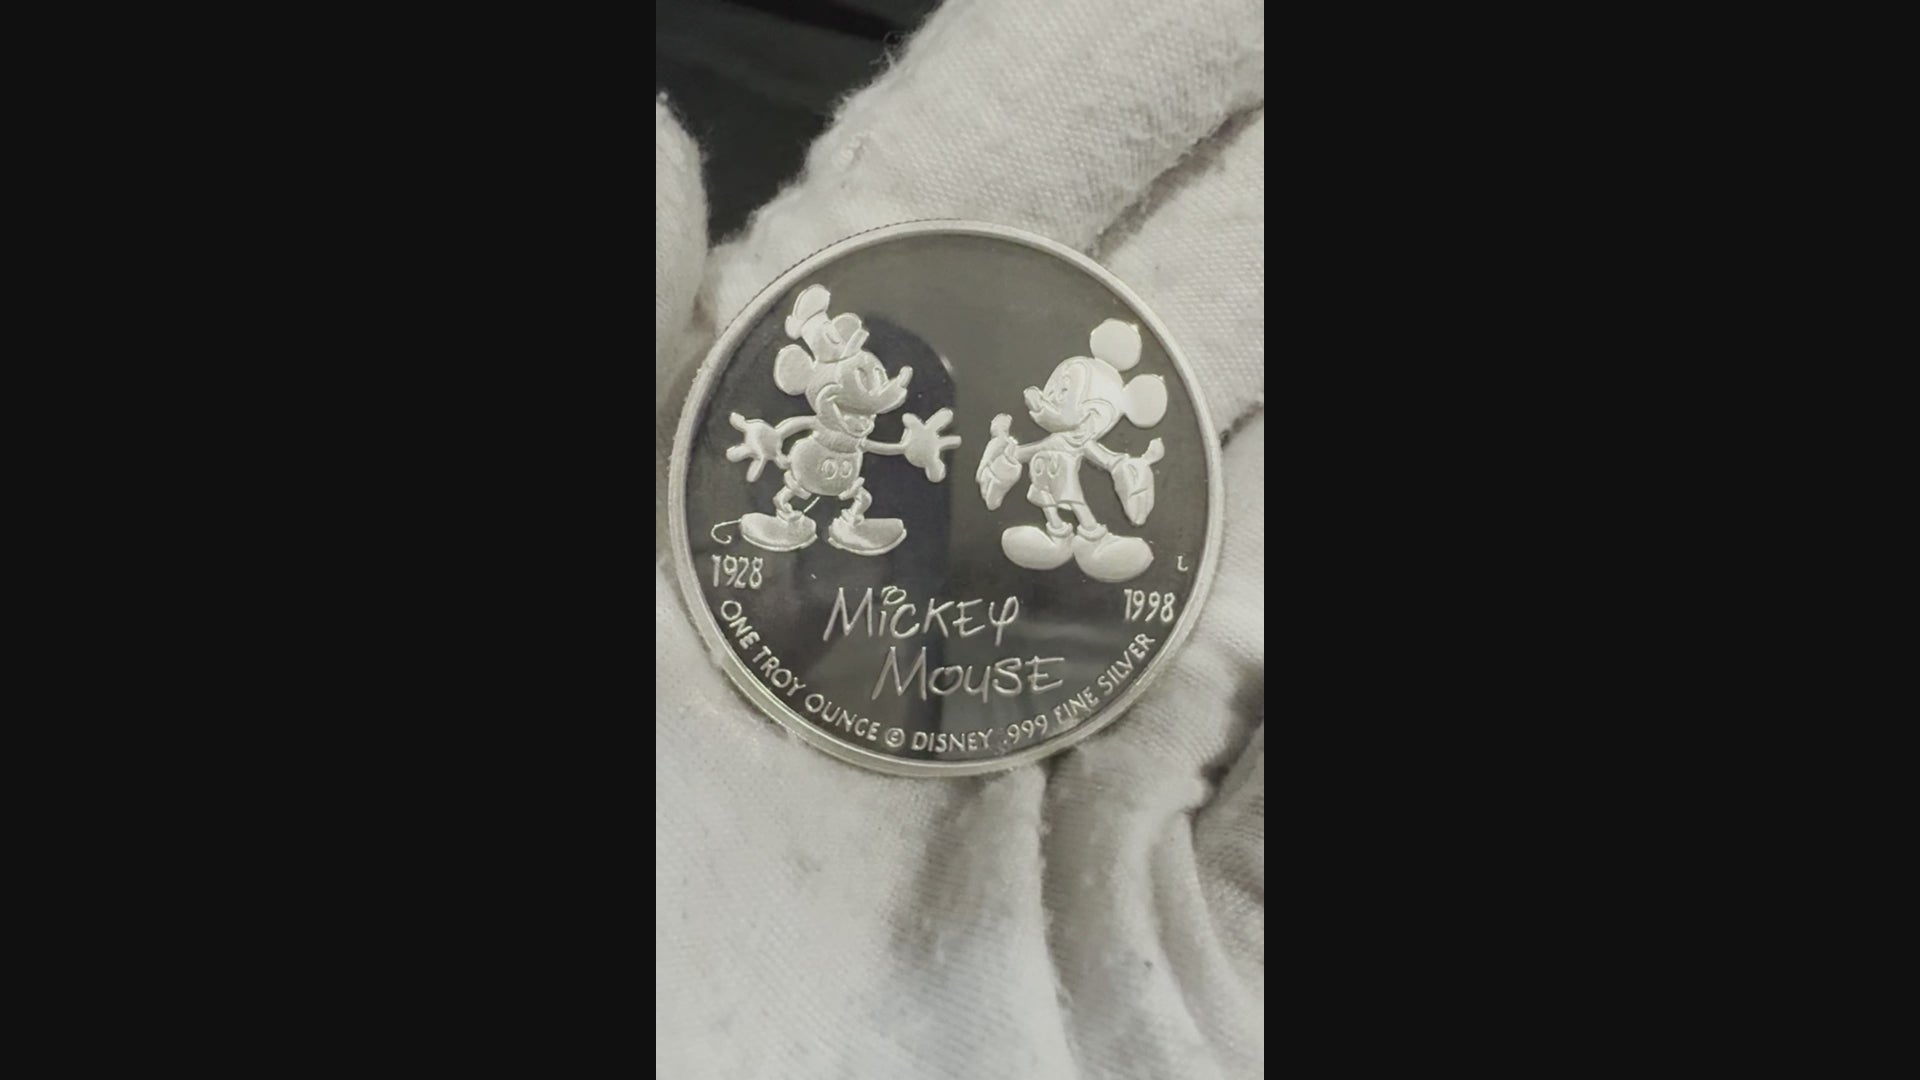 1928
1998
L
MiCKEY
MOUSE
ONE TROY OUNCE © DISNEY .999 FINE SILVER